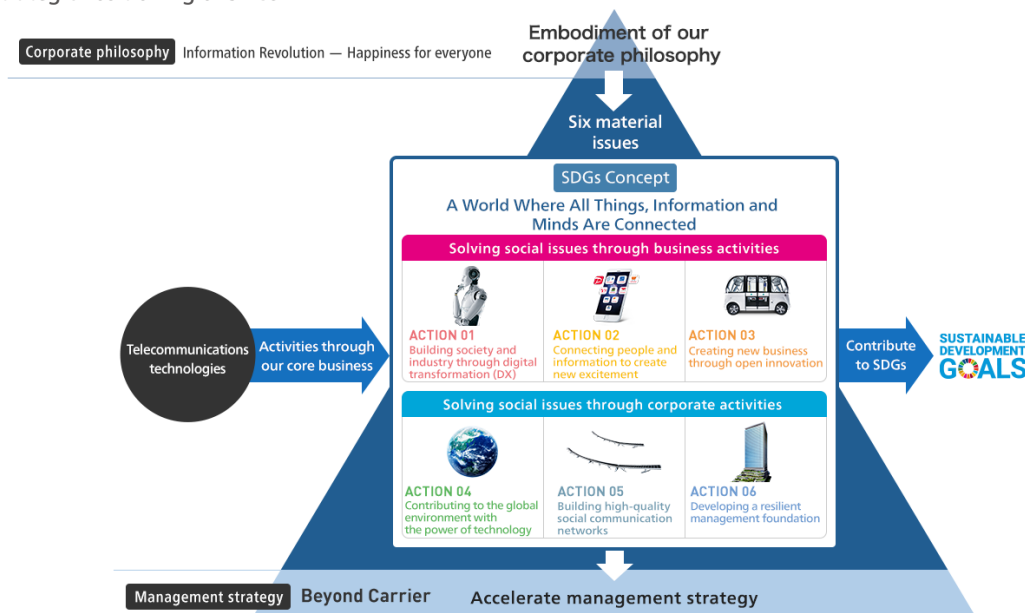 Corporate philosophy Information Revolution — Happiness for everyone
Embodiment of our
corporate philosophy
Six material
issues
SDGs Concept
A World Where All Things, Information and
Minds Are Connected
Solving social issues through business activities
ACTION 01
Building society and
industry through digital
transformation (DX)
ACTION 02
Connecting people and
information to create
new excitement
ACTION 03
Creating new business
through open innovation
Telecommunications
technologies
Activities through
our core business
Contribute
to SDGs
SUSTAINABLE
DEVELOPMENT
GOALS
Solving social issues through corporate activities
ACTION 04
Contributing to the global
environment with
the power of technology
ACTION 05
Building high-quality
social communication
networks
ACTION 06
Developing a resilient
management foundation
Management strategy Beyond Carrier Accelerate management strategy